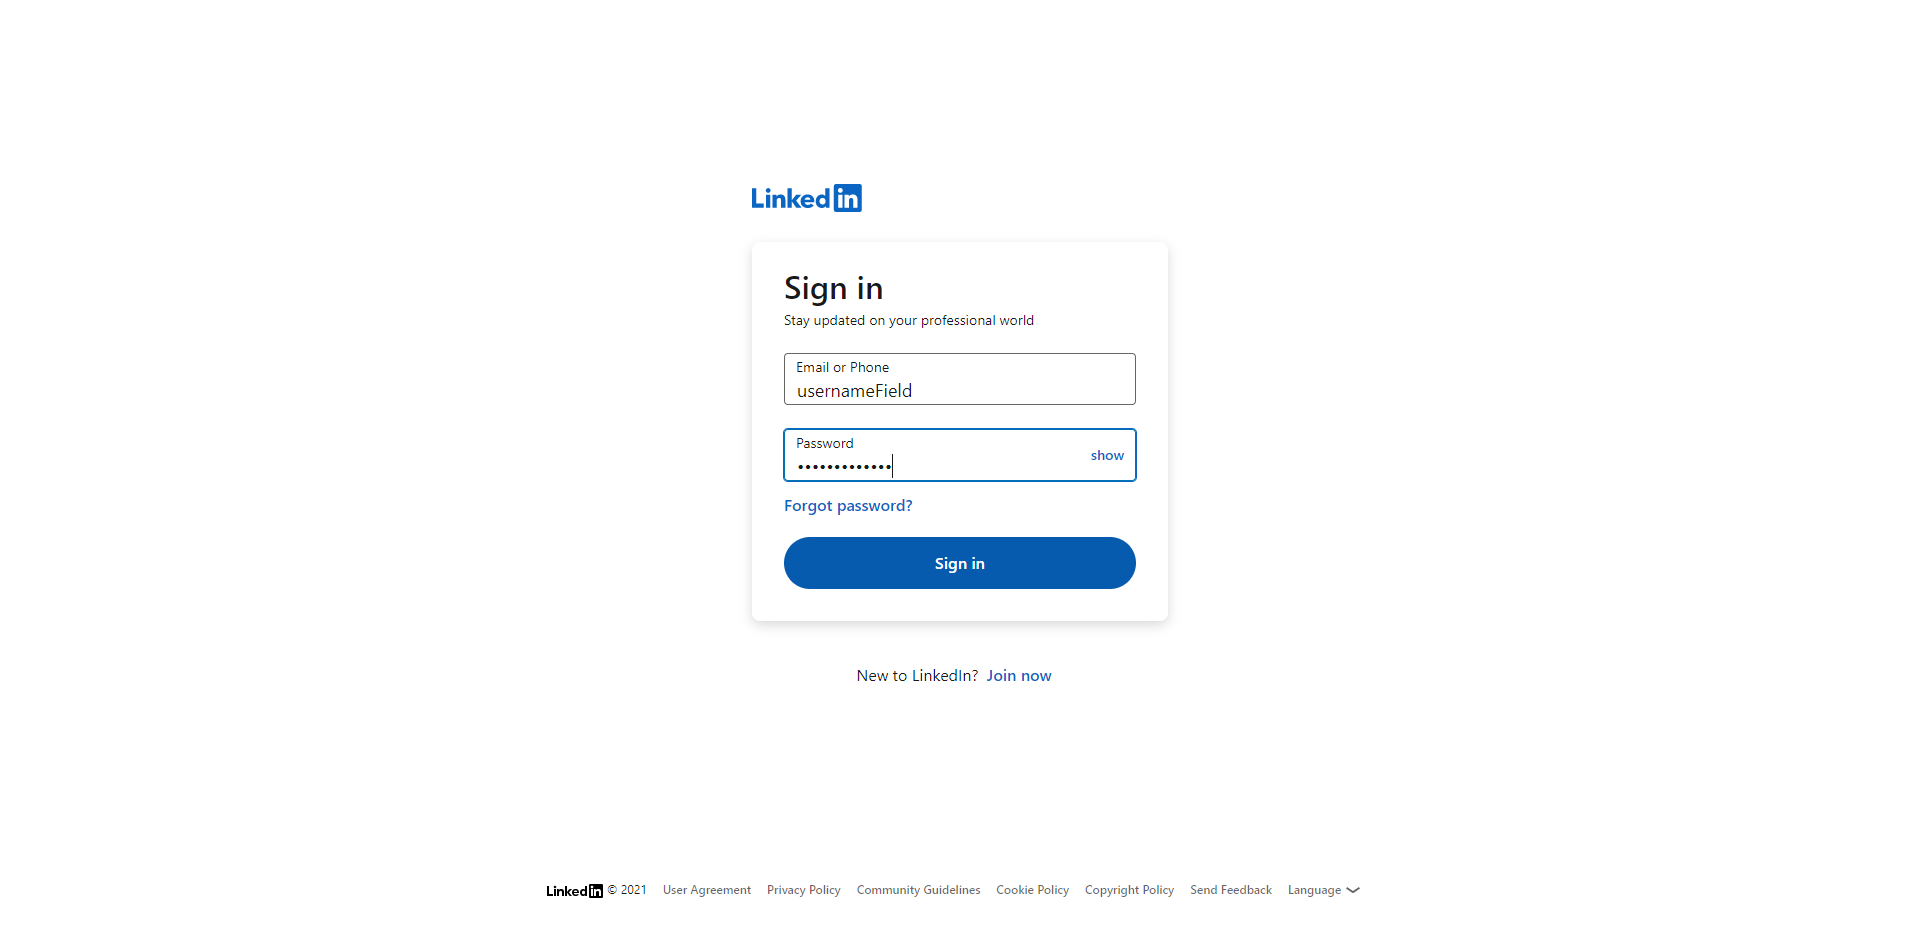 LinkedIn
Sign in
Stay updated on your professional world
Email or Phone
usernameField
Password
•••••••••••••
show
Forgot password?
Sign in
New to LinkedIn? Join now
LinkedIn © 2021 User Agreement Privacy Policy Community Guidelines Cookie Policy Copyright Policy Send Feedback Language